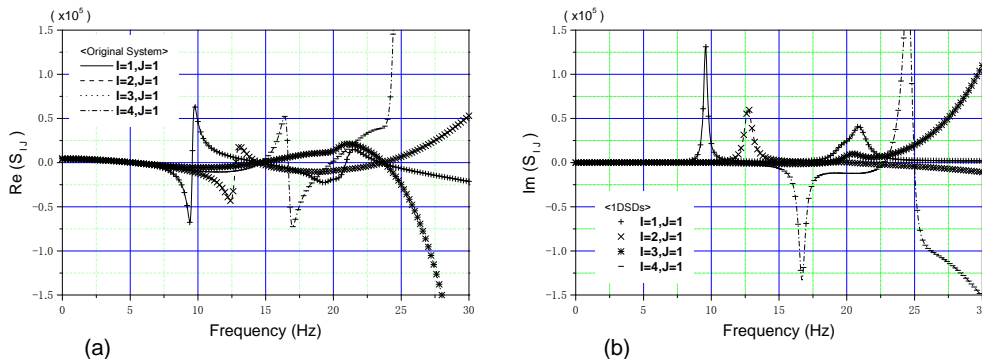 ( x10⁵)
1.5
1.0
0.5
0.0
-0.5
-1.0
-1.5
Re (S I,J )
<Original System>
I=1,J=1
I=2,J=1
I=3,J=1
I=4,J=1
0 5 10 15 20 25 30
Frequency (Hz)
(a)
( x10⁵)
1.5
1.0
0.5
0.0
-0.5
-1.0
-1.5
Im (S I,J )
<1DSDs>
I=1,J=1
I=2,J=1
I=3,J=1
I=4,J=1
0 5 10 15 20 25 30
Frequency (Hz)
(b)